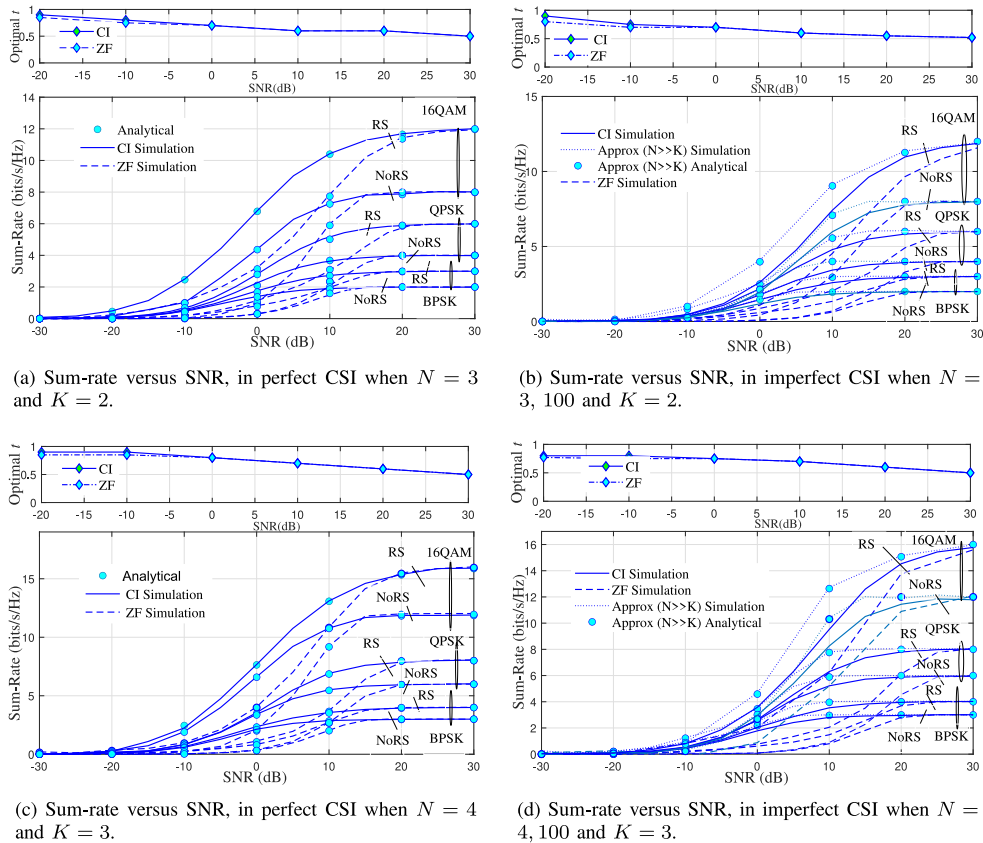 Optimal t
1
0.5
0
CI
ZF
-20 -15 -10 -5 0 5 10 15 20 25 30
SNR(dB)
Sum-Rate (bits/s/Hz)
14
12
10
8
6
4
2
0
Analytical
CI Simulation
ZF Simulation
16QAM
RS
NoRS
QPSK
RS
NoRS
RS
NoRS
BPSK
-30 -20 -10 0 10 20 30
SNR (dB)
(a) Sum-rate versus SNR, in perfect CSI when N = 3
and K = 2.
Optimal t
1
0.5
0
CI
ZF
-20 -15 -10 -5 0 5 10 15 20 25 30
SNR(dB)
Sum-Rate (bits/s/Hz)
15
10
5
0
CI Simulation
Approx (N>>K) Simulation
Approx (N>>K) Analytical
ZF Simulation
16QAM
RS
NoRS
RS
QPSK
NoRS
RS
NoRS
BPSK
-30 -20 -10 0 10 20 30
SNR (dB)
(b) Sum-rate versus SNR, in imperfect CSI when N =
3, 100 and K = 2.
Optimal t
1
0.5
0
CI
ZF
-20 -15 -10 -5 0 5 10 15 20 25 30
SNR(dB)
Sum-Rate (bits/s/Hz)
15
10
5
0
Analytical
CI Simulation
ZF Simulation
16QAM
RS
NoRS
QPSK
RS
NoRS
RS
NoRS
BPSK
-30 -20 -10 0 10 20 30
SNR (dB)
(c) Sum-rate versus SNR, in perfect CSI when N = 4
and K = 3.
Optimal t
1
0.5
0
CI
ZF
-20 -15 -10 -5 0 5 10 15 20 25 30
SNR(dB)
Sum-Rate (bits/s/Hz)
16
14
12
10
8
6
4
2
0
CI Simulation
ZF Simulation
Approx (N>>K) Simulation
Approx (N>>K) Analytical
16QAM
RS
NoRS
QPSK
RS
NoRS
RS
NoRS
BPSK
-30 -20 -10 0 10 20 30
SNR (dB)
(d) Sum-rate versus SNR, in imperfect CSI when N =
4, 100 and K = 3.